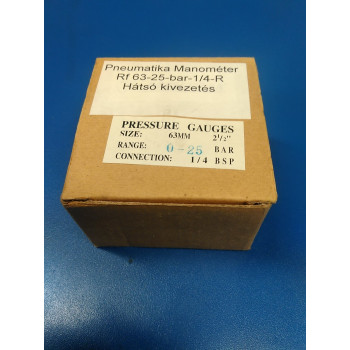 Pneumatika Manométer
Rf 63-25-bar-1/4-R
Hátsó kivezetés
PRESSURE GAUGES
SIZE: 63MM 2½"
RANGE: 0-25 BAR
CONNECTION: 1/4 BSP